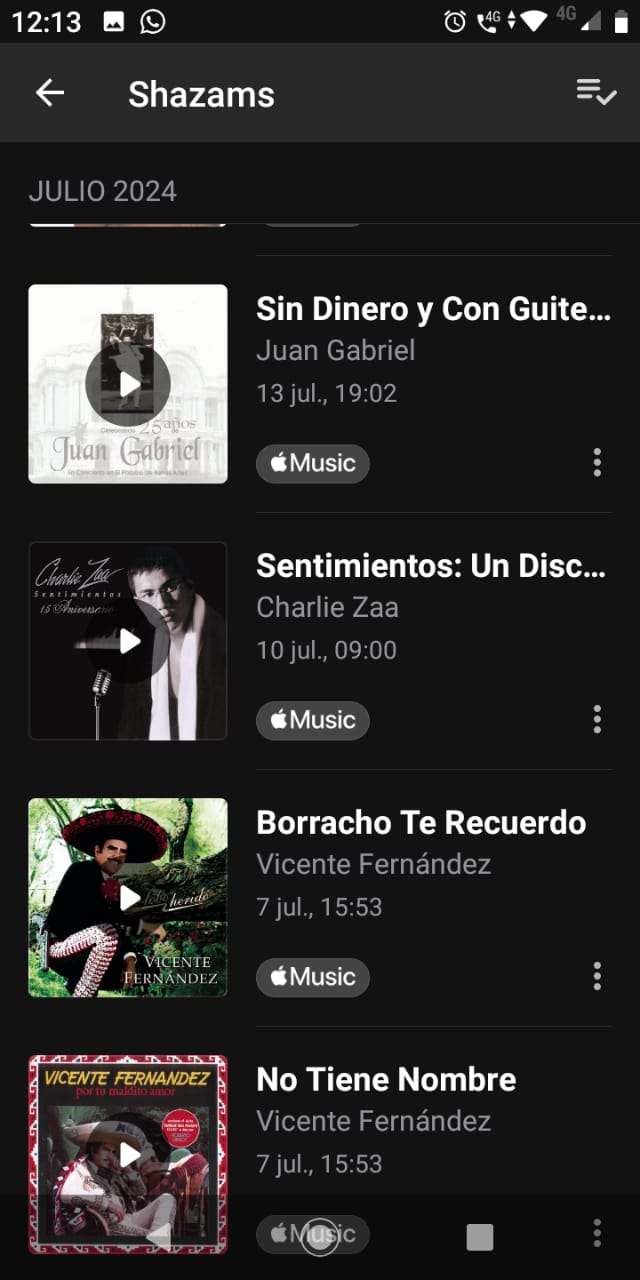 12:13
4G
4G
Shazams
JULIO 2024
Sin Dinero y Con Guite...
Juan Gabriel
13 jul., 19:02
Music
Celebrando 25 años de
Juan Gabriel
En Concierto en El Palacio de Bellas Artes
Sentimientos: Un Disc...
Charlie Zaa
10 jul., 09:00
Music
Charlie Zaa
Sentimientos
15 Aniversario
Borracho Te Recuerdo
Vicente Fernández
7 jul., 15:53
Music
herido
VICENTE
FERNÁNDEZ
No Tiene Nombre
Vicente Fernández
7 jul., 15:53
Music
VICENTE FERNANDEZ
por tu maldito amor